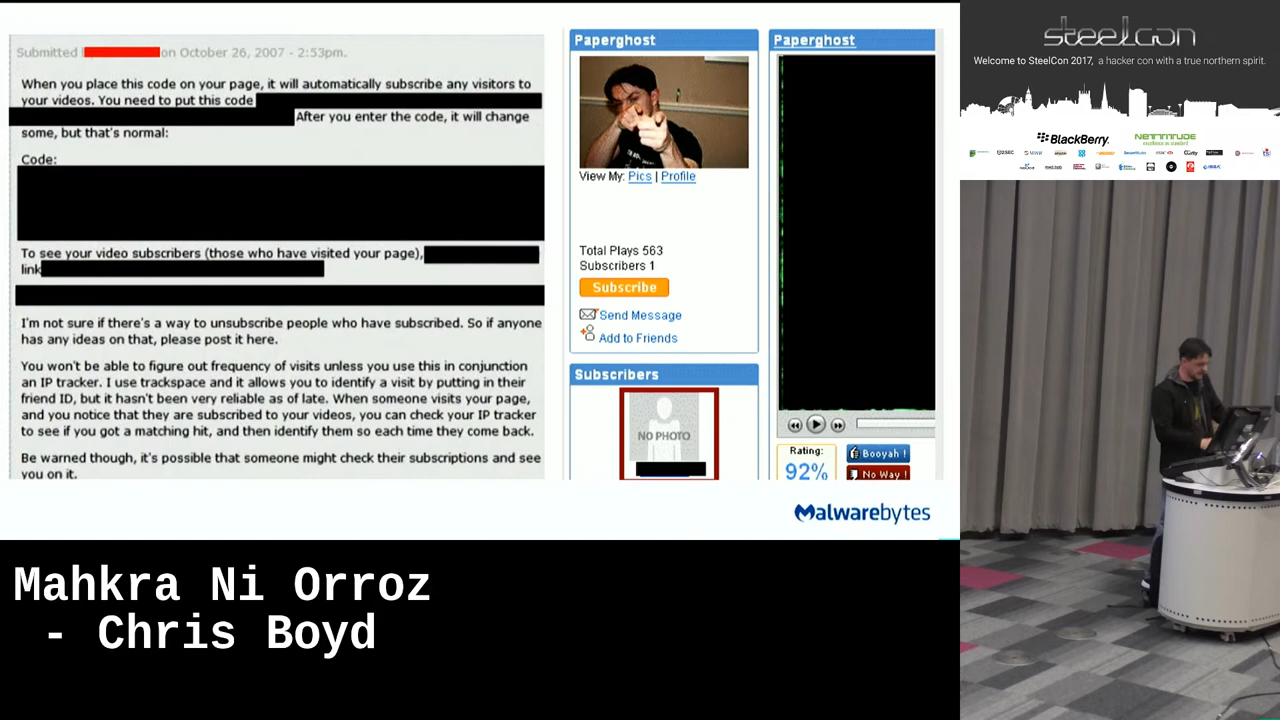 Submitted
on October 26, 2007 - 2:53pm.
When you place this code on your page, it will automatically subscribe any visitors to
your videos. You need to put this code
After you enter the code, it will change
some, but that's normal:
Code:
To see your video subscribers (those who have visited your page),
link
I'm not sure if there's a way to unsubscribe people who have subscribed. So if anyone
has any ideas on that, please post it here.
You won't be able to figure out frequency of visits unless you use this in conjunction
an IP tracker. I use trackspace and it allows you to identify a visit by putting in their
friend ID, but it hasn't been very reliable as of late. When someone visits your page,
and you notice that they are subscribed to your videos, you can check your IP tracker
to see if you got a matching hit, and then identify them so each time they come back.
Be warned though, it's possible that someone might check their subscriptions and see
you on it.
Paperghost
View My: Pics | Profile
Total Plays 563
Subscribers 1
Subscribe
Send Message
Add to Friends
Subscribers
NO PHOTO
Paperghost
Rating:
92%
Booyah !
No Way !
Malwarebytes
steelcon
Welcome to SteelCon 2017, a hacker con with a true northern spirit.
BlackBerry
NETTITUDE
Mahkra Ni Orroz
- Chris Boyd